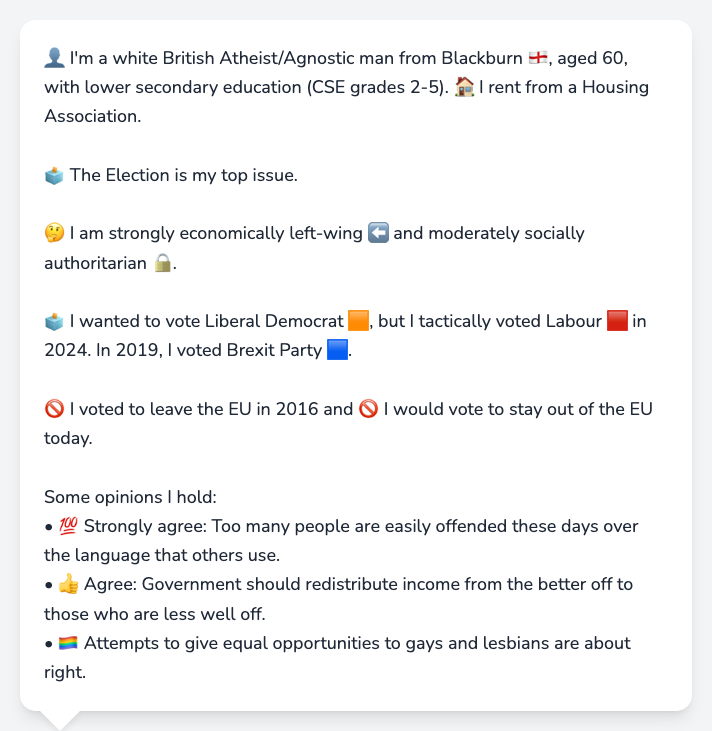 👤 I'm a white British Atheist/Agnostic man from Blackburn 🏴󠁧󠁢󠁥󠁮󠁧󠁿, aged 60,
with lower secondary education (CSE grades 2-5). 🏠 I rent from a Housing
Association.
🗳️ The Election is my top issue.
🤔 I am strongly economically left-wing ⬅️ and moderately socially
authoritarian 🔒.
🗳️ I wanted to vote Liberal Democrat 🟧, but I tactically voted Labour 🟥 in
2024. In 2019, I voted Brexit Party 🟦.
🚫 I voted to leave the EU in 2016 and 🚫 I would vote to stay out of the EU
today.
Some opinions I hold:
• 💯 Strongly agree: Too many people are easily offended these days over
the language that others use.
• 👍 Agree: Government should redistribute income from the better off to
those who are less well off.
• 🏳️‍🌈 Attempts to give equal opportunities to gays and lesbians are about
right.